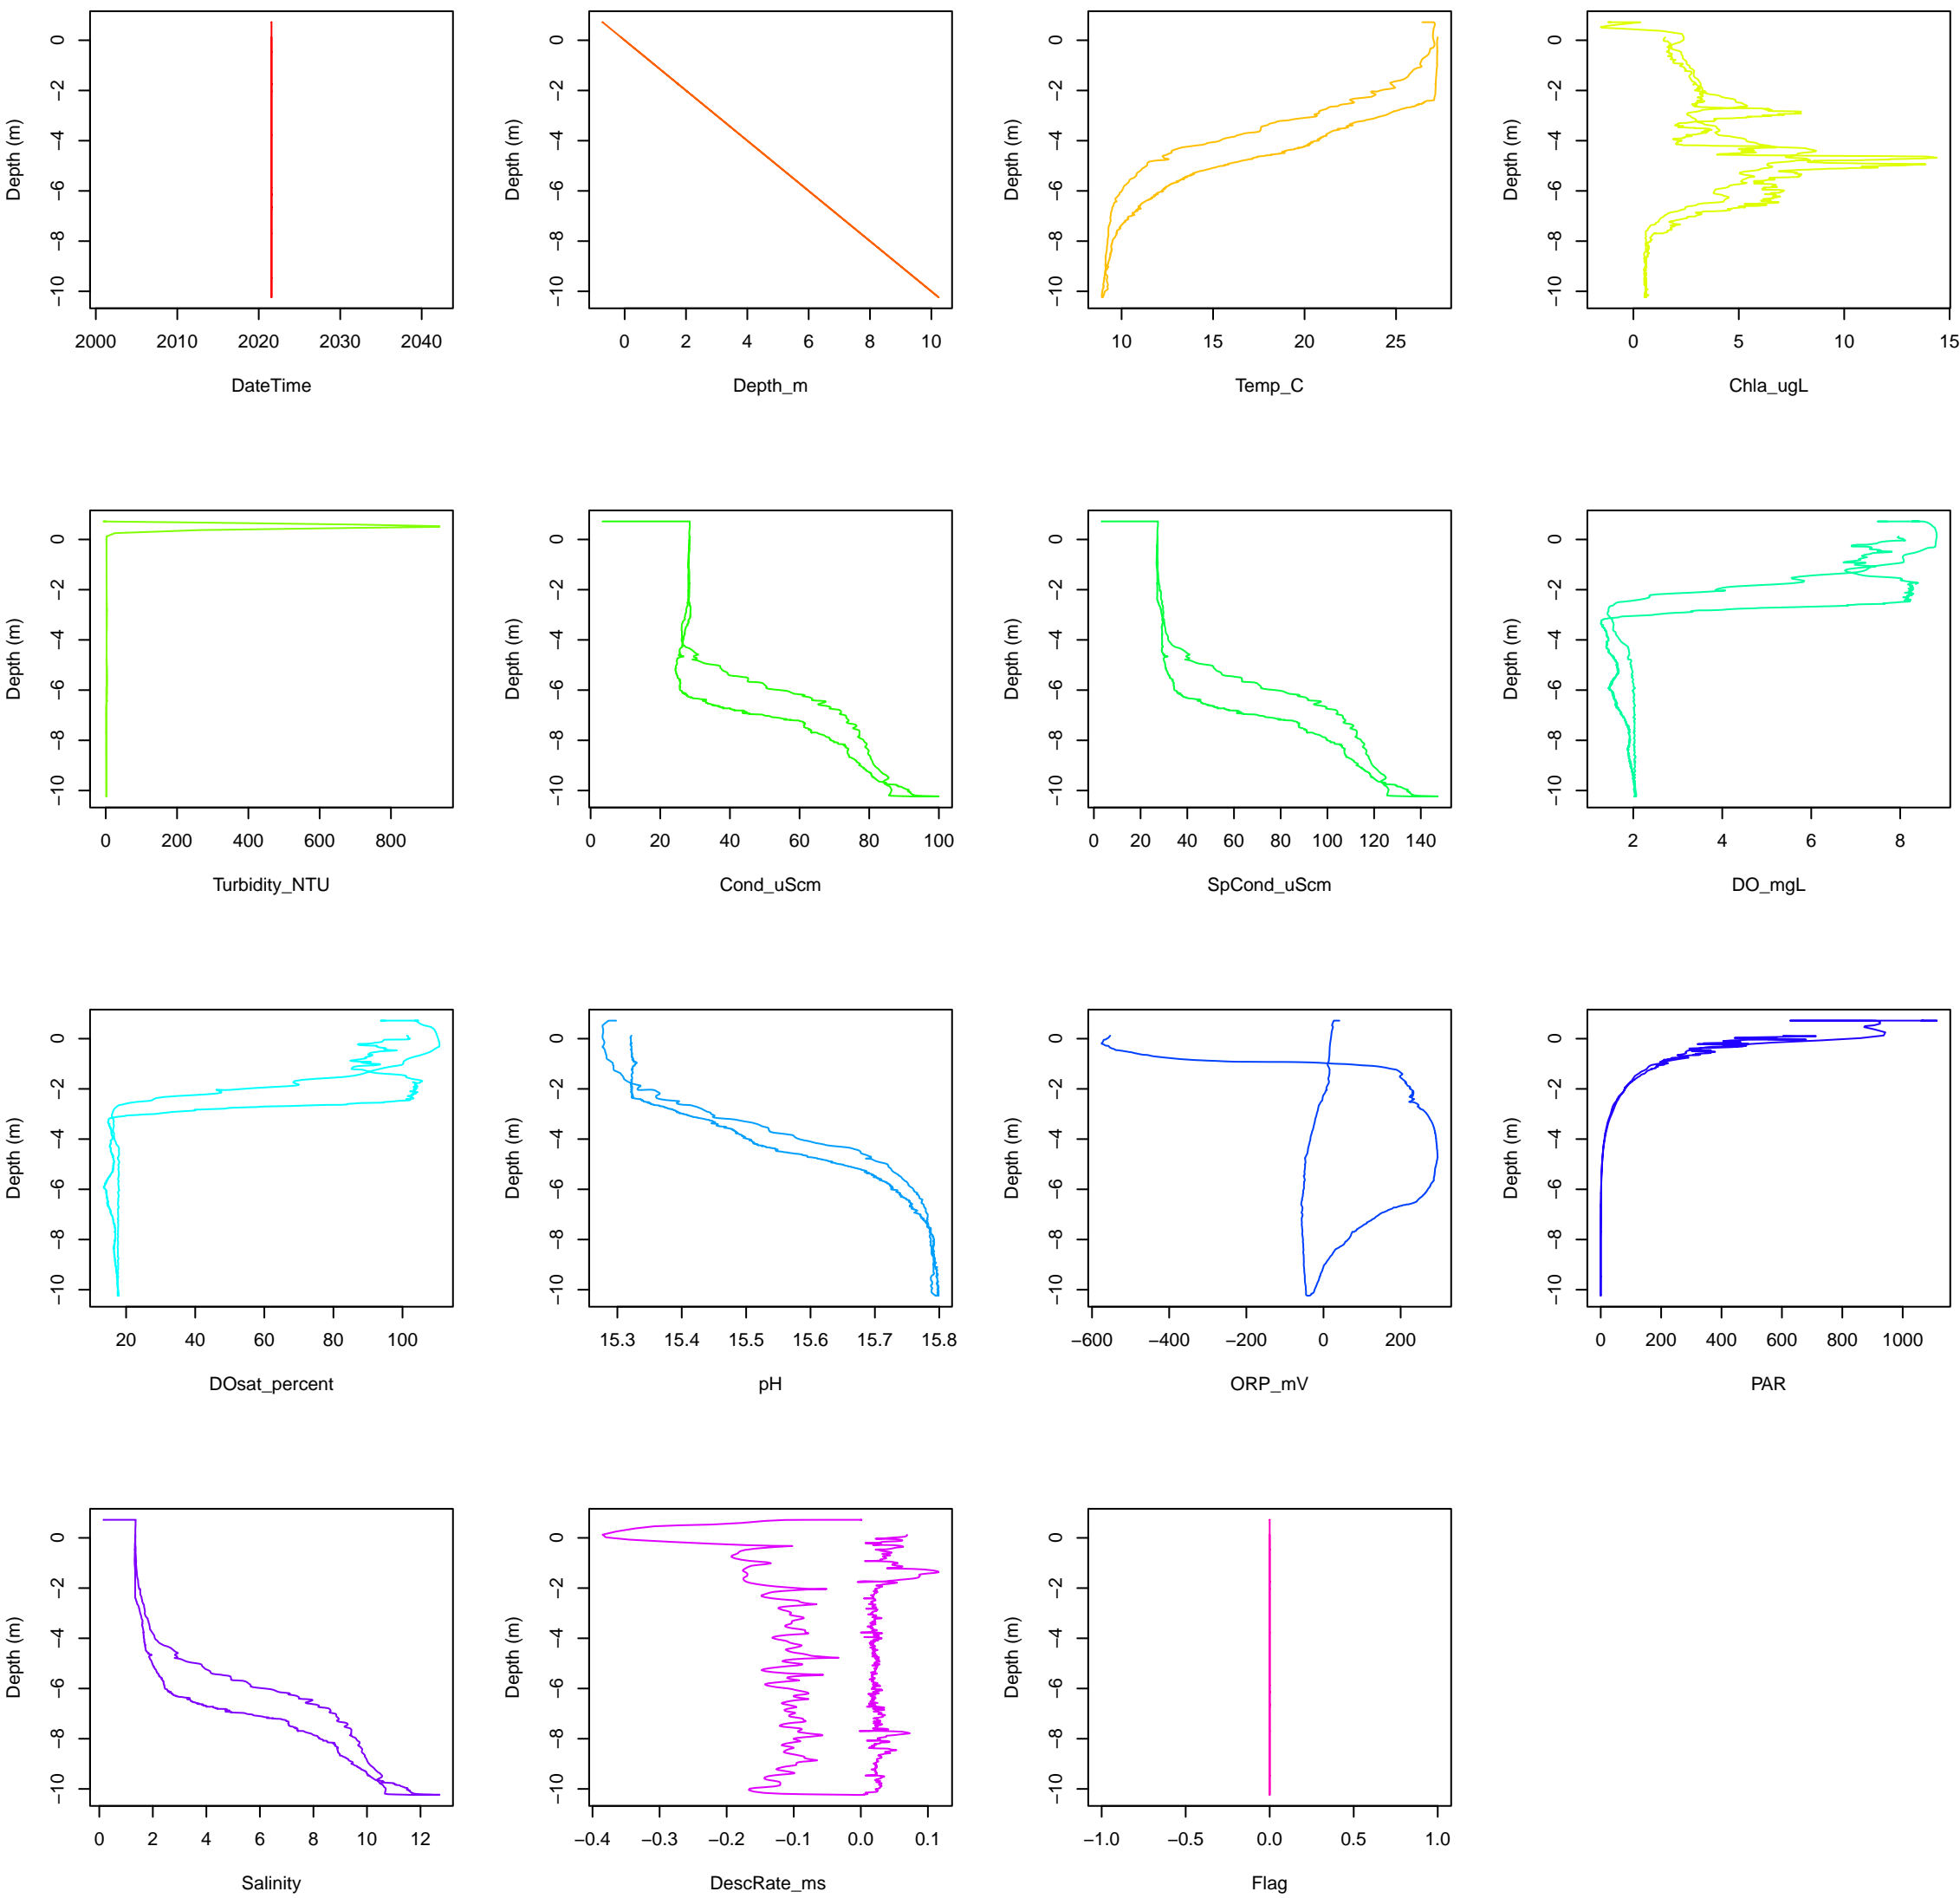 Depth (m)
0
−2
−4
−6
−8
−10
2000 2010 2020 2030 2040
DateTime
Depth (m)
0
−2
−4
−6
−8
−10
0 2 4 6 8 10
Depth_m
Depth (m)
0
−2
−4
−6
−8
−10
10 15 20 25
Temp_C
Depth (m)
0
−2
−4
−6
−8
−10
0 5 10 15
Chla_ugL
Depth (m)
0
−2
−4
−6
−8
−10
0 200 400 600 800
Turbidity_NTU
Depth (m)
0
−2
−4
−6
−8
−10
0 20 40 60 80 100
Cond_uScm
Depth (m)
0
−2
−4
−6
−8
−10
0 20 40 60 80 100 120 140
SpCond_uScm
Depth (m)
0
−2
−4
−6
−8
−10
2 4 6 8
DO_mgL
Depth (m)
0
−2
−4
−6
−8
−10
20 40 60 80 100
DOsat_percent
Depth (m)
0
−2
−4
−6
−8
−10
15.3 15.4 15.5 15.6 15.7 15.8
pH
Depth (m)
0
−2
−4
−6
−8
−10
−600 −400 −200 0 200
ORP_mV
Depth (m)
0
−2
−4
−6
−8
−10
0 200 400 600 800 1000
PAR
Depth (m)
0
−2
−4
−6
−8
−10
0 2 4 6 8 10 12
Salinity
Depth (m)
0
−2
−4
−6
−8
−10
−0.4 −0.3 −0.2 −0.1 0.0 0.1
DescRate_ms
Depth (m)
0
−2
−4
−6
−8
−10
−1.0 −0.5 0.0 0.5 1.0
Flag